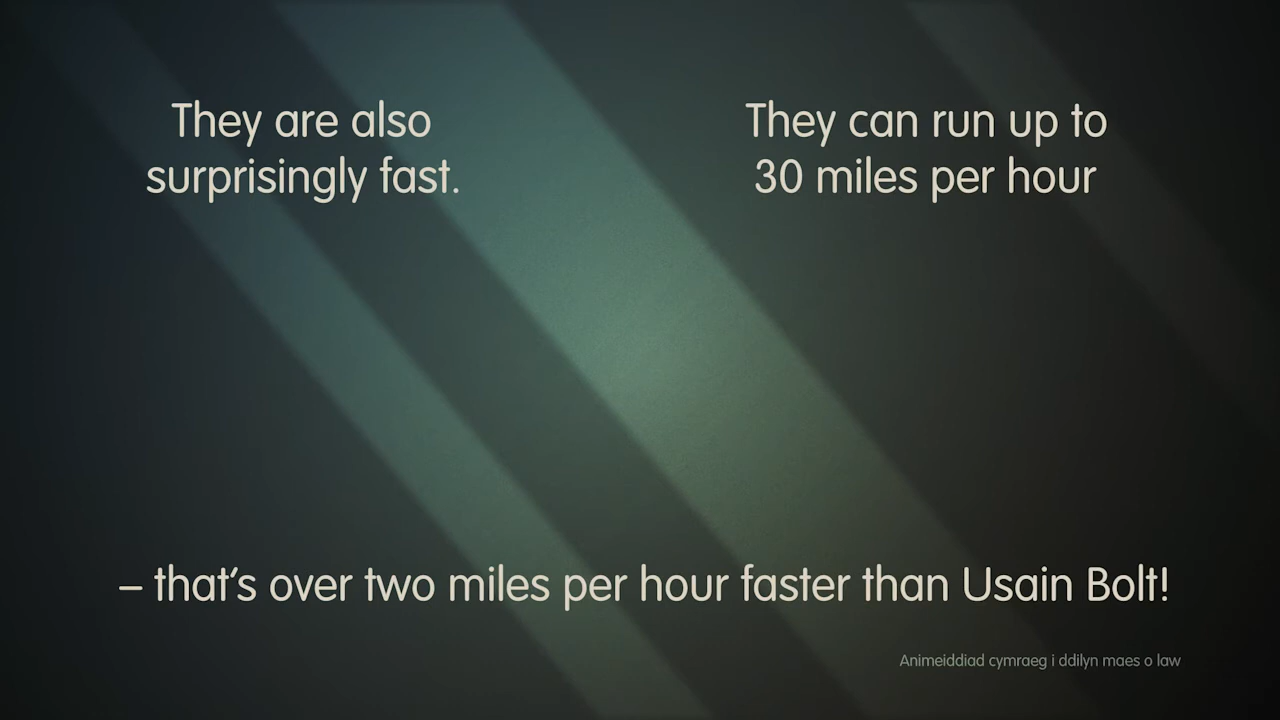 They are also
surprisingly fast.
They can run up to
30 miles per hour
– that's over two miles per hour faster than Usain Bolt!
Animeiddiad cymraeg i ddilyn maes o law